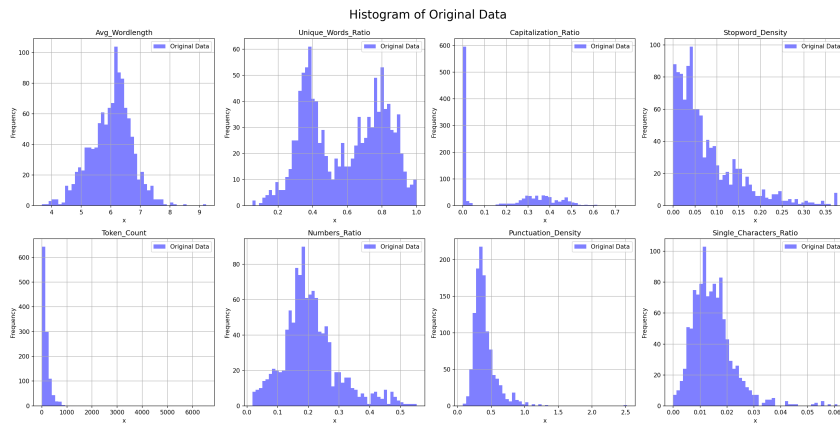 Histogram of Original Data
Avg_Wordlength
Unique_Words_Ratio
Capitalization_Ratio
Stopword_Density
Original Data
Original Data
Original Data
Original Data
Frequency
Frequency
Frequency
Frequency
100
80
60
40
20
0
60
50
40
30
20
10
0
600
500
400
300
200
100
0
100
80
60
40
20
0
4 5 6 7 8 9
0.2 0.4 0.6 0.8 1.0
0.0 0.1 0.2 0.3 0.4 0.5 0.6 0.7
0.00 0.05 0.10 0.15 0.20 0.25 0.30 0.35
x
x
x
x
Token_Count
Numbers_Ratio
Punctuation_Density
Single_Characters_Ratio
Original Data
Original Data
Original Data
Original Data
Frequency
Frequency
Frequency
Frequency
600
500
400
300
200
100
0
80
60
40
20
0
200
150
100
50
0
100
80
60
40
20
0
0 1000 2000 3000 4000 5000 6000
0.0 0.1 0.2 0.3 0.4 0.5
0.0 0.5 1.0 1.5 2.0 2.5
0.00 0.01 0.02 0.03 0.04 0.05
x
x
x
x